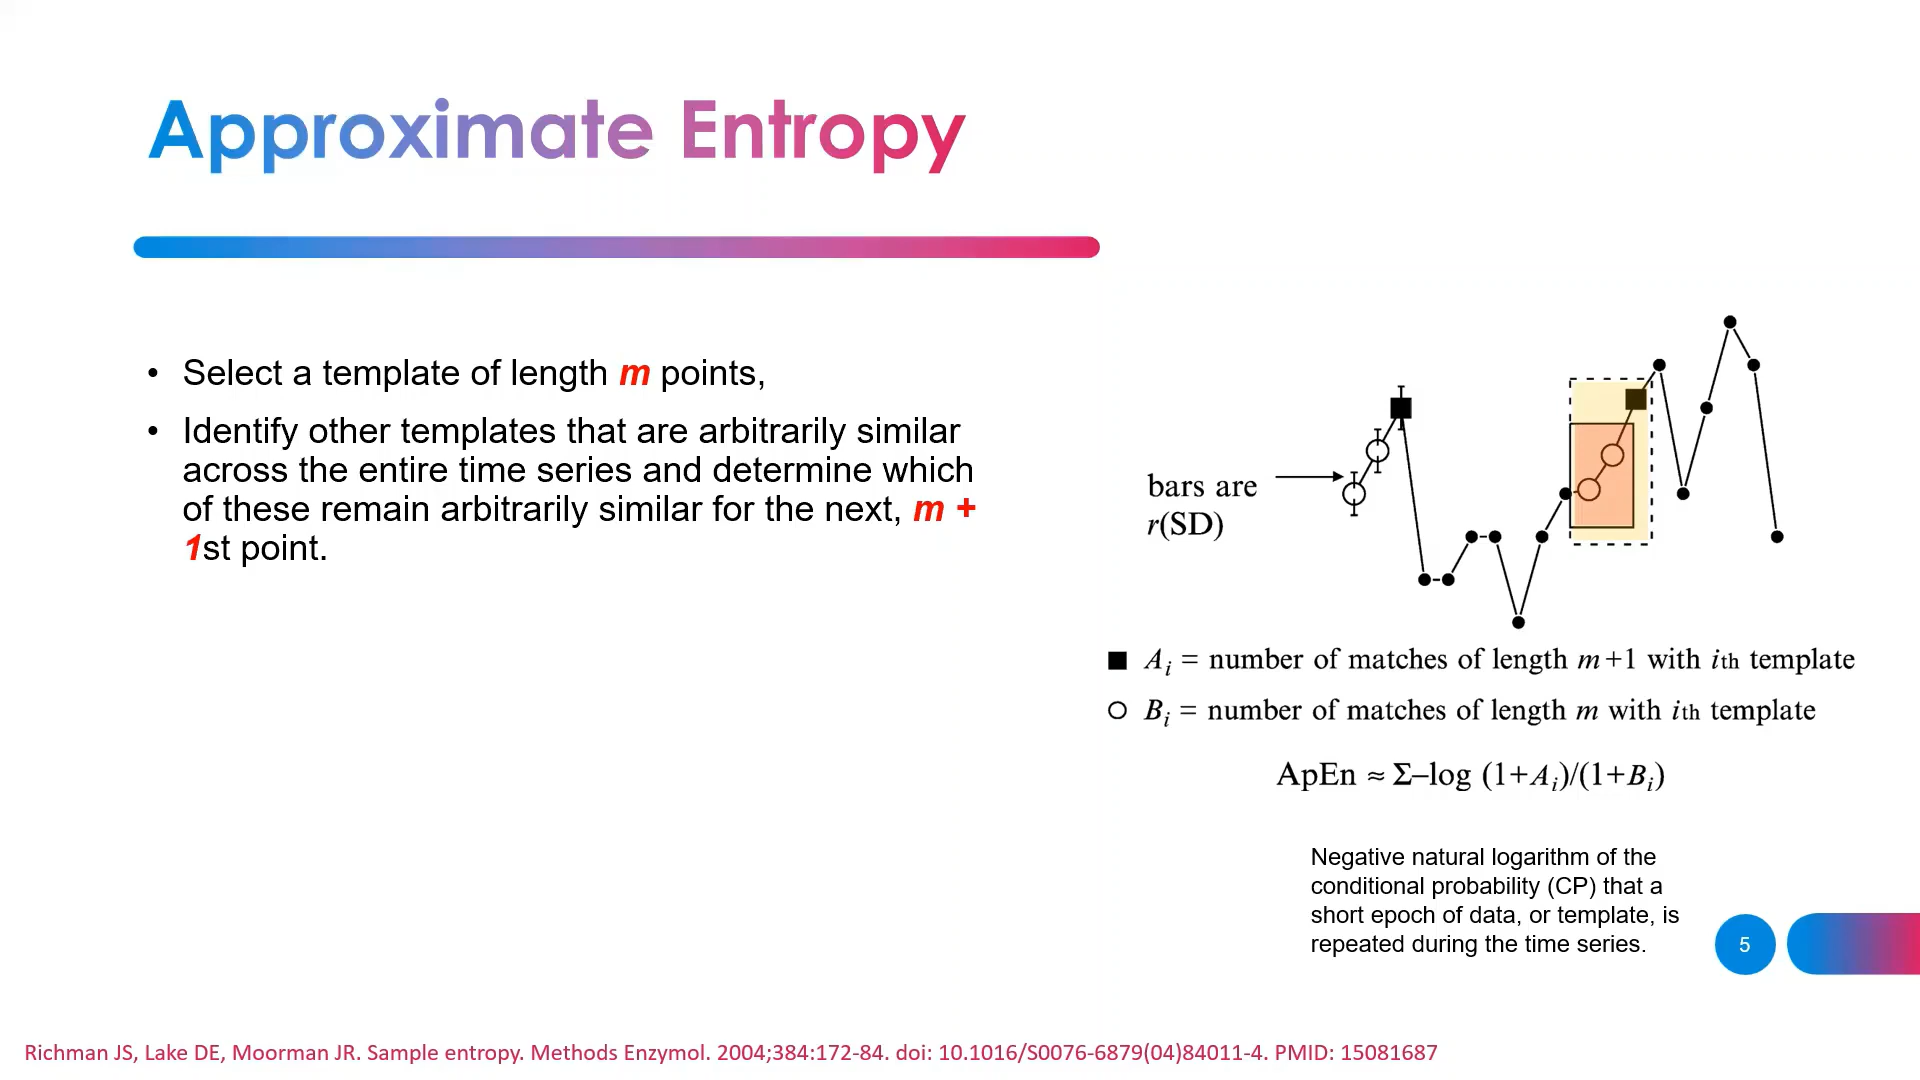 Approximate Entropy
• Select a template of length m points,
• Identify other templates that are arbitrarily similar
across the entire time series and determine which
of these remain arbitrarily similar for the next, m +
1st point.
bars are
r(SD)
■ Aᵢ = number of matches of length m+1 with ith template
○ Bᵢ = number of matches of length m with ith template
ApEn ≈ Σ–log (1+Aᵢ)/(1+Bᵢ)
Negative natural logarithm of the
conditional probability (CP) that a
short epoch of data, or template, is
repeated during the time series.
5
Richman JS, Lake DE, Moorman JR. Sample entropy. Methods Enzymol. 2004;384:172-84. doi: 10.1016/S0076-6879(04)84011-4. PMID: 15081687